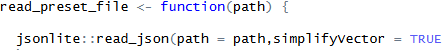 read_preset_file <- function(path) {
jsonlite::read_json(path = path,simplifyVector = TRUE